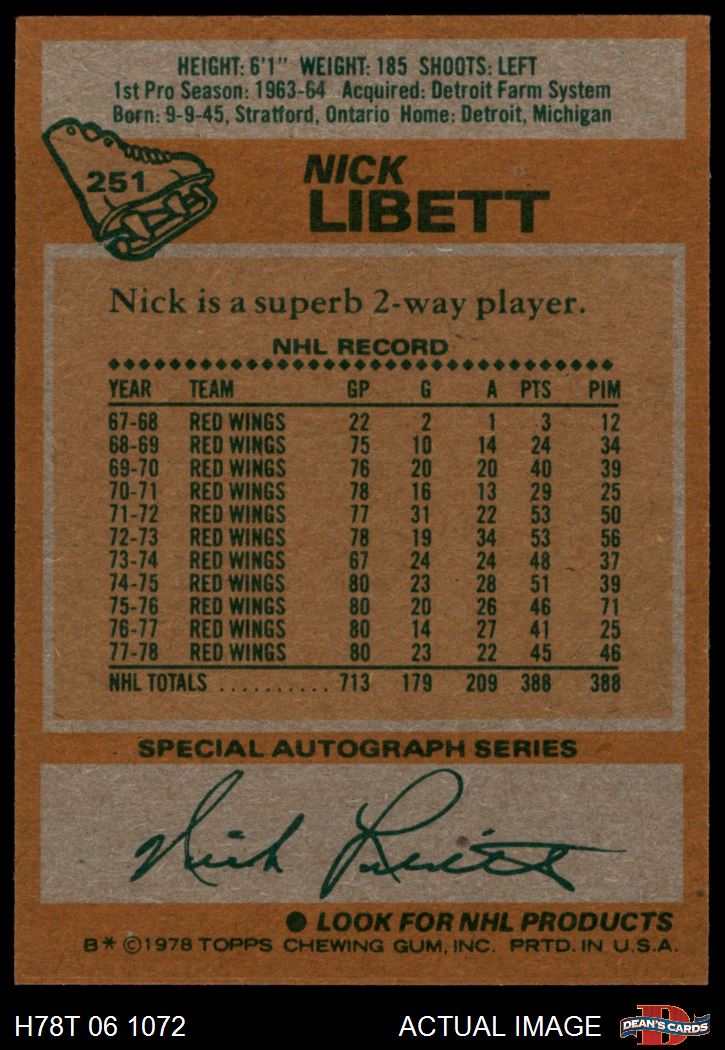 HEIGHT: 6'1" WEIGHT: 185 SHOOTS: LEFT
1st Pro Season: 1963-64 Acquired: Detroit Farm System
Born: 9-9-45, Stratford, Ontario Home: Detroit, Michigan
251
NICK
LIBETT
Nick is a superb 2-way player.
NHL RECORD
YEAR TEAM GP G A PTS PIM
67-68 RED WINGS 22 2 1 3 12
68-69 RED WINGS 75 10 14 24 34
69-70 RED WINGS 76 20 20 40 39
70-71 RED WINGS 78 16 13 29 25
71-72 RED WINGS 77 31 22 53 50
72-73 RED WINGS 78 19 34 53 56
73-74 RED WINGS 67 24 24 48 37
74-75 RED WINGS 80 23 28 51 39
75-76 RED WINGS 80 20 26 46 71
76-77 RED WINGS 80 14 27 41 25
77-78 RED WINGS 80 23 22 45 46
NHL TOTALS .......... 713 179 209 388 388
SPECIAL AUTOGRAPH SERIES
Nick Libett
● LOOK FOR NHL PRODUCTS
B* ©1978 TOPPS CHEWING GUM, INC. PRTD. IN U.S.A.
H78T 06 1072 ACTUAL IMAGE DEAN'S CARDS